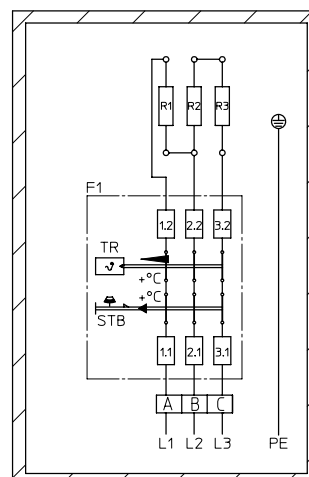 R1 R2 R3
F1
1.2 2.2 3.2
TR
ϑ
+°C
+°C
STB
1.1 2.1 3.1
A B C
L1 L2 L3 PE